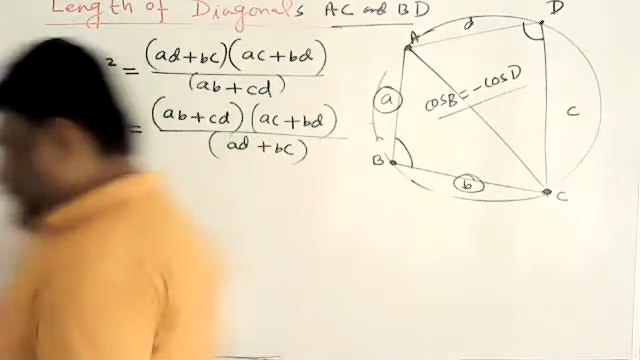 Length of Diagonals AC and BD
2 = (ad+bc)(ac+bd)
(ab+cd)
= (ab+cd)(ac+bd)
(ad+bc)
A
d
D
a
cosB = -cosD
c
B
b
C